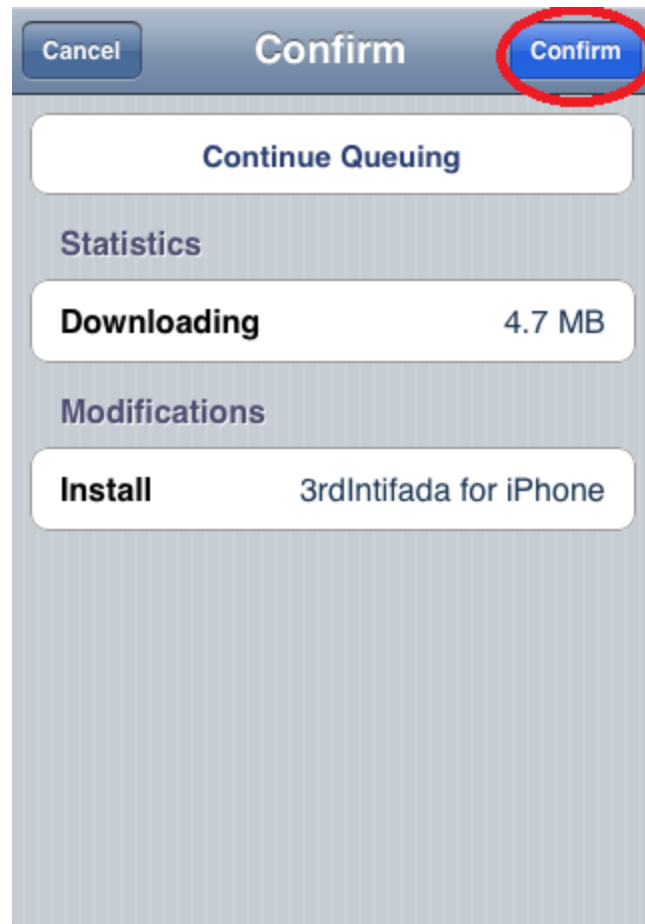 Cancel Confirm Confirm
Continue Queuing
Statistics
Downloading 4.7 MB
Modifications
Install 3rdIntifada for iPhone